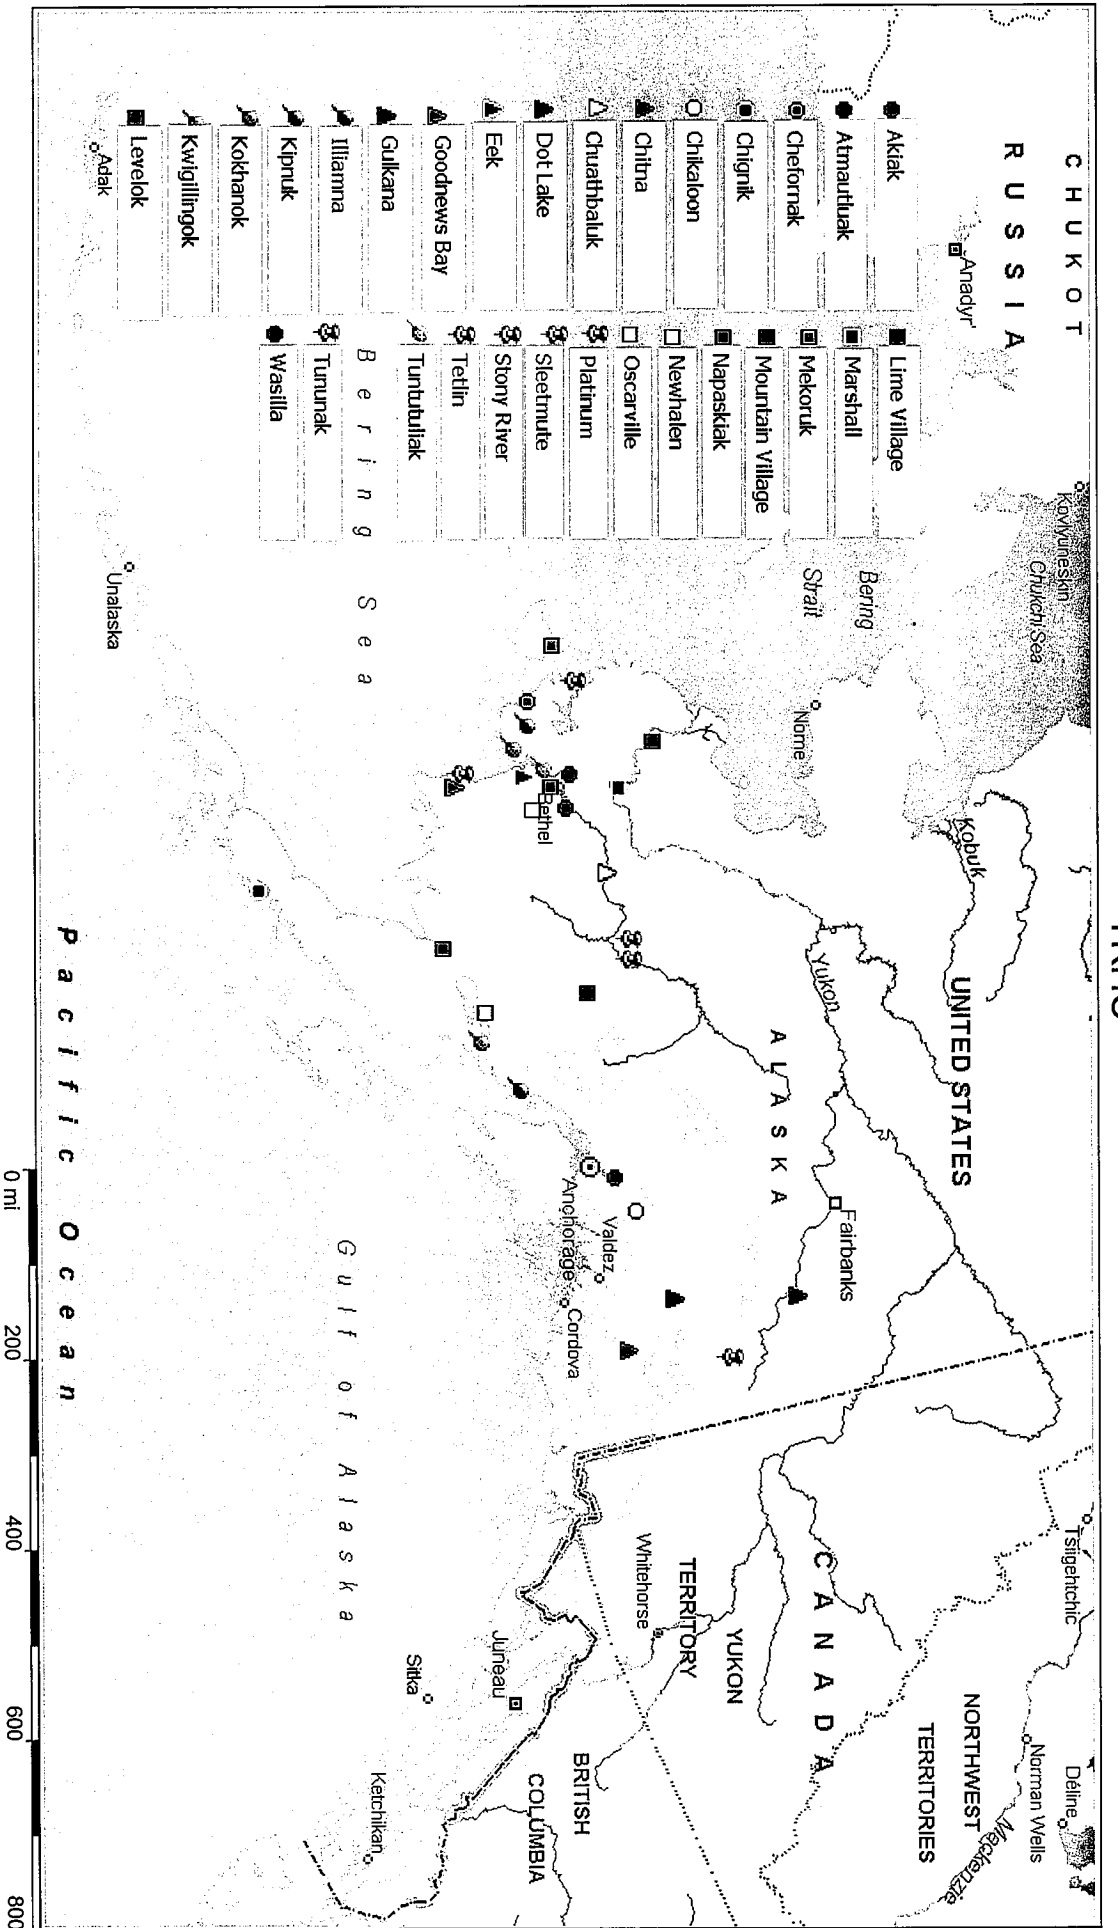 CHUKOT
RUSSIA
Anadyr'
Chukchi Sea
Bering
Strait
Nome
Kobuk
UNITED STATES
Yukon
ALASKA
Fairbanks
Bethel
Anchorage
Valdez
Cordova
Bering Sea
Unalaska
Adak
Pacific Ocean
Gulf of Alaska
CANADA
YUKON
TERRITORY
Whitehorse
NORTHWEST
TERRITORIES
Tsiigehtchic
Norman Wells
Déline
Mackenzie
BRITISH
COLUMBIA
Juneau
Sitka
Ketchikan
Akiak
Atmautluak
Chefornak
Chignik
Chikaloon
Chitna
Chuathbaluk
Dot Lake
Eek
Goodnews Bay
Gulkana
Illiamna
Kipnuk
Kokhanok
Kwigillingok
Levelok
Lime Village
Marshall
Mekoruk
Mountain Village
Napaskiak
Newhalen
Oscarville
Platinum
Sleetmute
Stony River
Tetlin
Tuntutuliak
Tununak
Wasilla
0 mi
200
400
600
800